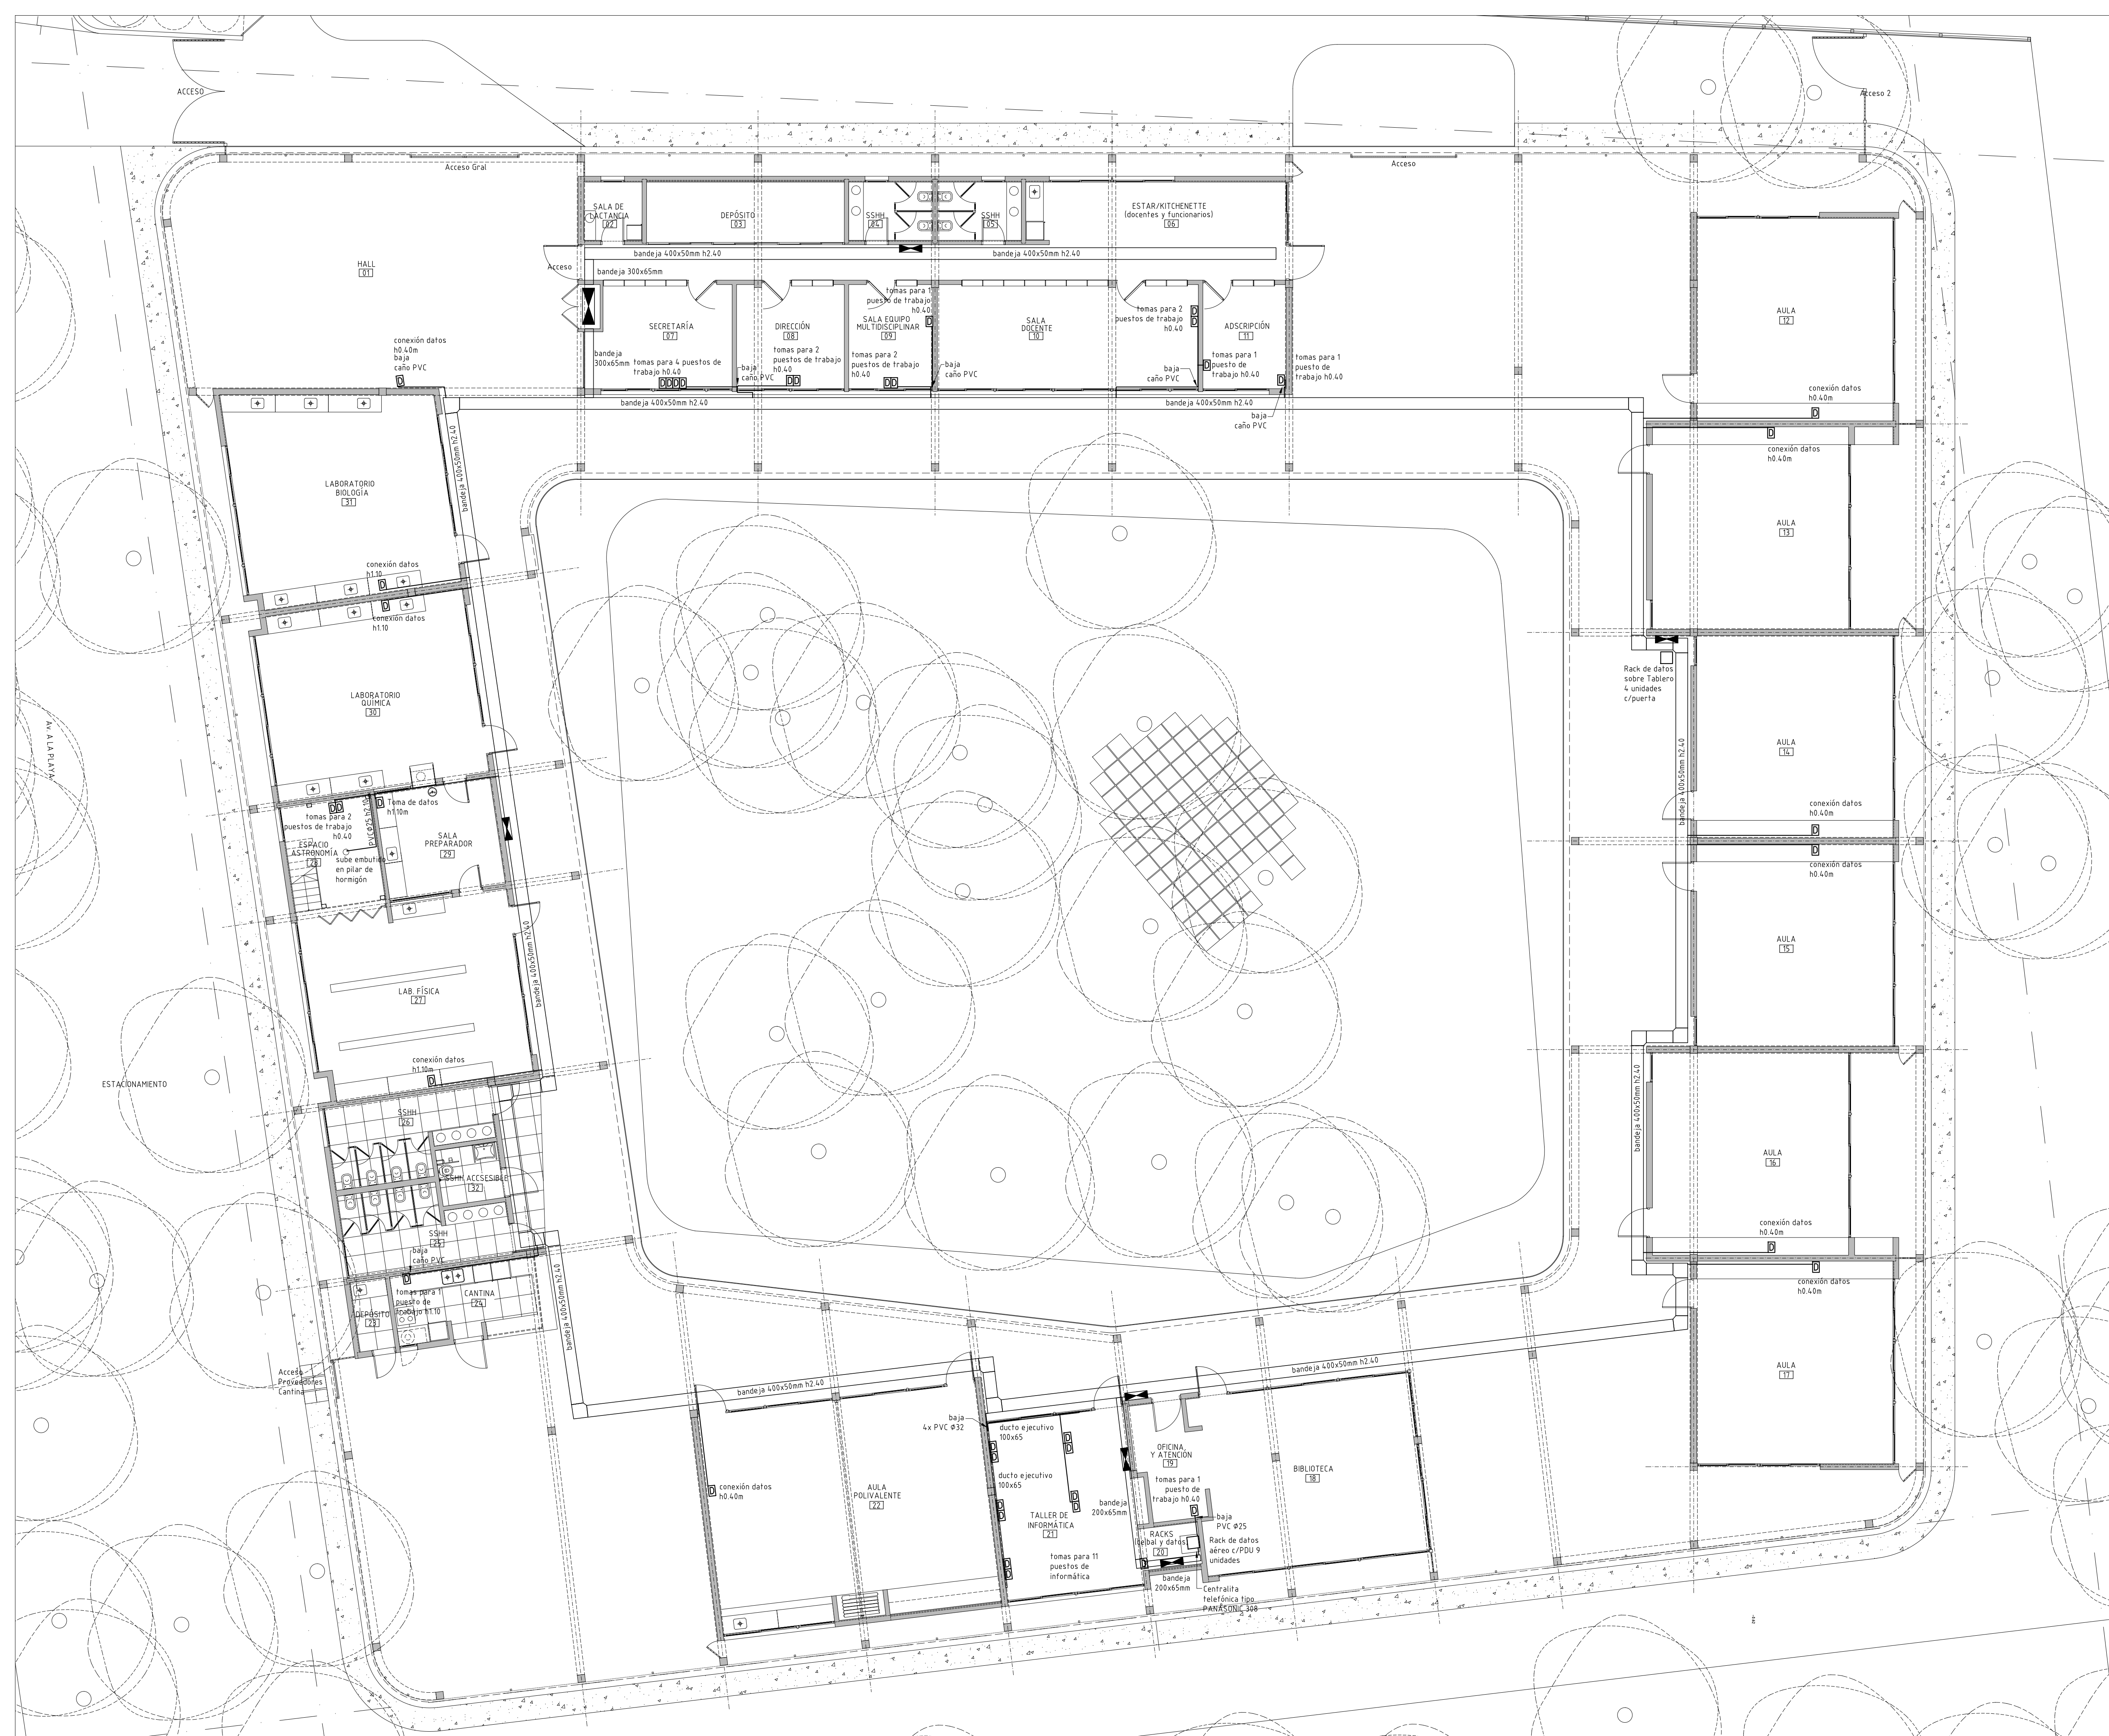 ACCESO
Acceso 2
Acceso Gral
Acceso
SALA DE
LACTANCIA
02
DEPÓSITO
03
SSHH
04
SSHH
05
ESTAR/KITCHENETTE
(docentes y funcionarios)
06
bandeja 400x50mm h2.40
bandeja 400x50mm h2.40
HALL
01
Acceso
bandeja 300x65mm
SECRETARÍA
07
bandeja
300x65mm
tomas para 4 puestos de
trabajo h0.40
DIRECCIÓN
08
tomas para 2
puestos de trabajo
h0.40
baja
caño PVC
tomas para 1
puesto de trabajo
h0.40
SALA EQUIPO
MULTIDISCIPLINAR
09
tomas para 2
puestos de trabajo
h0.40
baja
caño PVC
SALA
DOCENTE
10
tomas para 2
puestos de trabajo
h0.40
baja
caño PVC
ADSCRIPCIÓN
11
tomas para 1
puesto de
trabajo h0.40
tomas para 1
puesto de
trabajo h0.40
baja
caño PVC
conexión datos
h0.40m
baja
caño PVC
bandeja 400x50mm h2.40
bandeja 400x50mm h2.40
AULA
12
conexión datos
h0.40m
conexión datos
h0.40m
AULA
13
Rack de datos
sobre Tablero
4 unidades
c/puerta
AULA
14
bandeja 400x50mm h2.40
conexión datos
h0.40m
conexión datos
h0.40m
AULA
15
bandeja 400x50mm h2.40
AULA
16
conexión datos
h0.40m
conexión datos
h0.40m
AULA
17
LABORATORIO
BIOLOGÍA
31
bandeja 400x50mm h2.40
conexión datos
h1.10
conexión datos
h1.10
LABORATORIO
QUÍMICA
30
Av. A LA PLAYA
tomas para 2
puestos de trabajo
h0.40
PVCØ25 h2.10
Toma de datos
h1.10m
ESPACIO
ASTRONOMÍA
28
sube embutido
en pilar de
hormigón
SALA
PREPARADOR
29
LAB. FÍSICA
27
bandeja 400x50mm h2.40
conexión datos
h1.10m
ESTACIONAMIENTO
SSHH
26
SSHH ACCSESIBLE
32
SSHH
25
baja
caño PVC
tomas para 1
puesto de
trabajo h1.10
CANTINA
24
DEPÓSITO
23
bandeja 400x50mm h2.40
Acceso
Proveedores
Cantina
bandeja 400x50mm h2.40
bandeja 400x50mm h2.40
baja
4x PVC Ø32
ducto ejecutivo
100x65
ducto ejecutivo
100x65
conexión datos
h0.40m
AULA
POLIVALENTE
22
TALLER DE
INFORMÁTICA
21
tomas para 11
puestos de
informática
bandeja
200x65mm
OFICINA
Y ATENCIÓN
19
tomas para 1
puesto de
trabajo h0.40
BIBLIOTECA
18
baja
PVC Ø25
RACKS
20
Rack de datos
aéreo c/PDU 9
unidades
bandeja
200x65mm
Centralita
telefónica tipo
PANASONIC 308